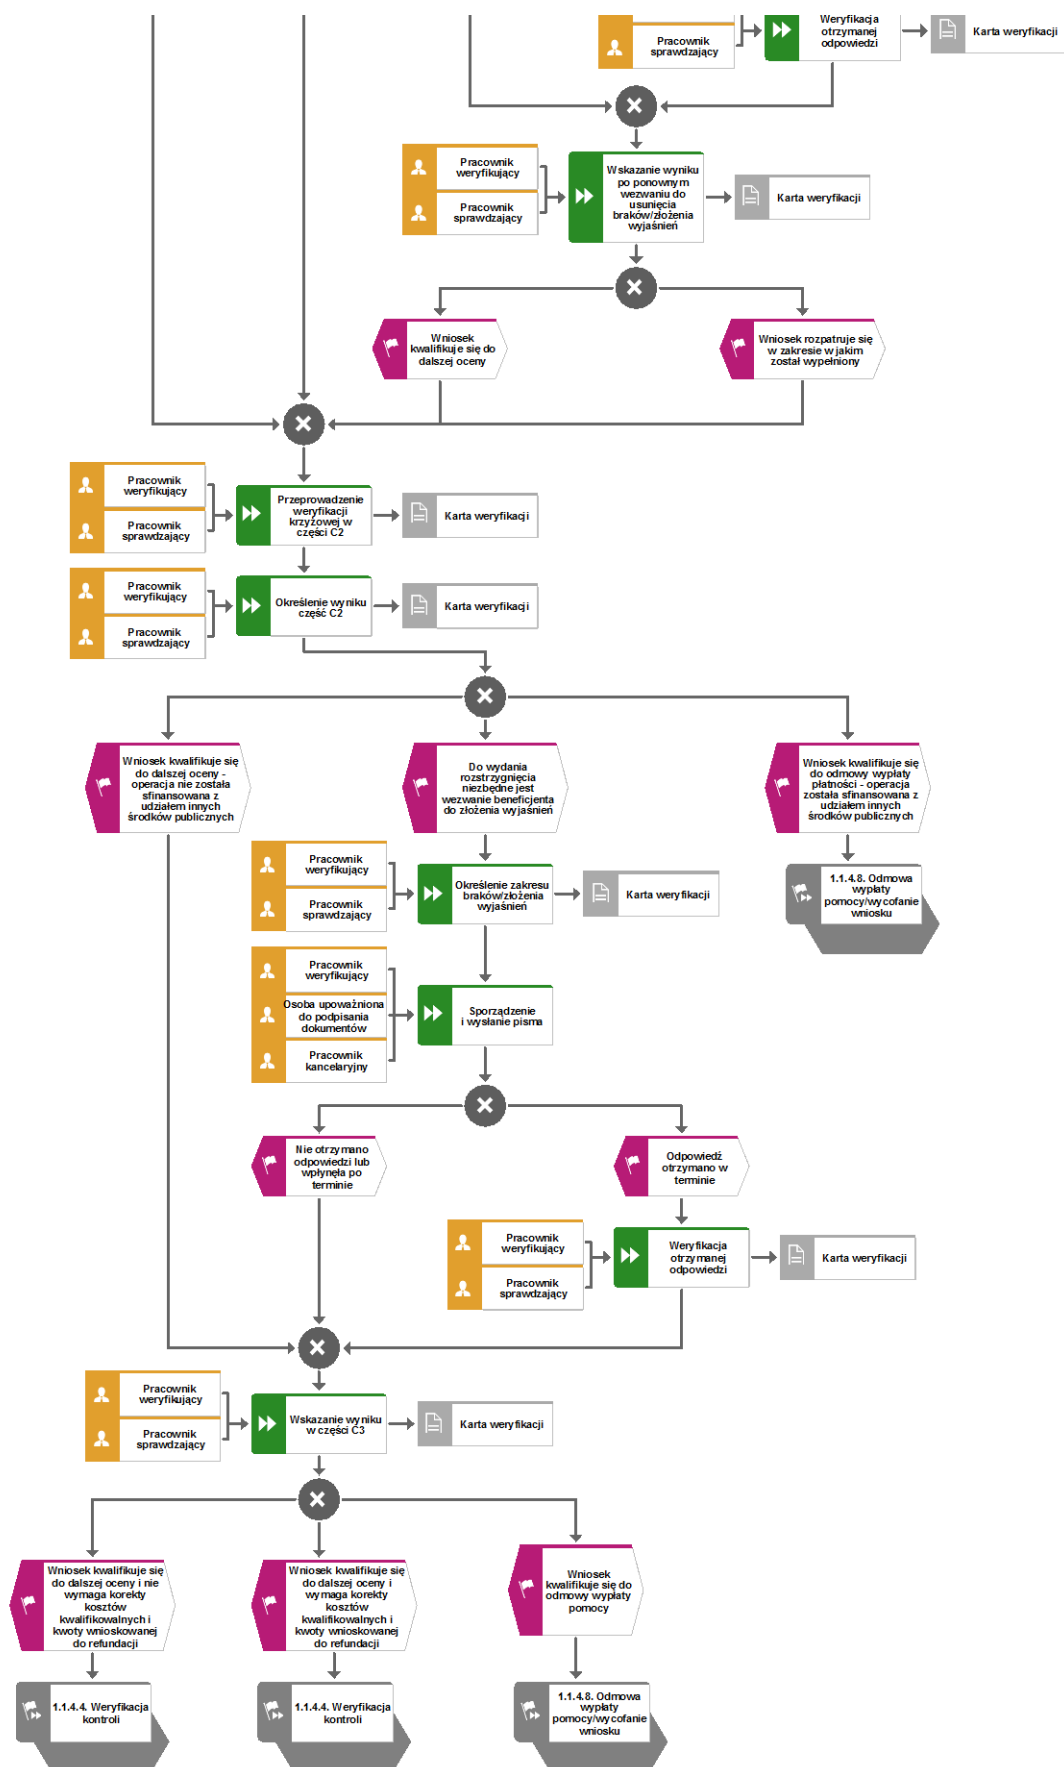 Weryfikacja
otrzymanej
odpowiedzi
Karta weryfikacji
Pracownik
sprawdzający
Pracownik
weryfikujący
Pracownik
sprawdzający
Wskazanie wyniku
po ponownym
wezwaniu do
usunięcia
braków/złożenia
wyjaśnień
Karta weryfikacji
Wniosek
kwalifikuje się do
dalszej oceny
Wniosek rozpatruje się
w zakresie w jakim
został wypełniony
Pracownik
weryfikujący
Pracownik
sprawdzający
Przeprowadzenie
weryfikacji
krzyżowej w
części C2
Karta weryfikacji
Pracownik
weryfikujący
Pracownik
sprawdzający
Określenie wyniku
część C2
Karta weryfikacji
Wniosek kwalifikuje się
do dalszej oceny -
operacja nie została
sfinansowana z
udziałem innych
środków publicznych
Do wydania
rozstrzygnięcia
niezbędne jest
wezwanie beneficjenta
do złożenia wyjaśnień
Wniosek kwalifikuje się
do odmowy wypłaty
płatności - operacja
została sfinansowana z
udziałem innych
środków publicznych
Pracownik
weryfikujący
Pracownik
sprawdzający
Określenie zakresu
braków/złożenia
wyjaśnień
Karta weryfikacji
1.1.4.8. Odmowa
wypłaty
pomocy/wycofanie
wniosku
Pracownik
weryfikujący
Osoba upoważniona
do podpisania
dokumentów
Pracownik
kancelaryjny
Sporządzenie
i wysłanie pisma
Nie otrzymano
odpowiedzi lub
wpłynęła po
terminie
Odpowiedź
otrzymano w
terminie
Pracownik
weryfikujący
Pracownik
sprawdzający
Weryfikacja
otrzymanej
odpowiedzi
Karta weryfikacji
Pracownik
weryfikujący
Pracownik
sprawdzający
Wskazanie wyniku
w części C3
Karta weryfikacji
Wniosek kwalifikuje się
do dalszej oceny i nie
wymaga korekty
kosztów
kwalifikowalnych i
kwoty wnioskowanej
do refundacji
Wniosek kwalifikuje się
do dalszej oceny i
wymaga korekty
kosztów
kwalifikowalnych i
kwoty wnioskowanej
do refundacji
Wniosek
kwalifikuje się do
odmowy wypłaty
pomocy
1.1.4.4. Weryfikacja
kontroli
1.1.4.4. Weryfikacja
kontroli
1.1.4.8. Odmowa
wypłaty
pomocy/wycofanie
wniosku